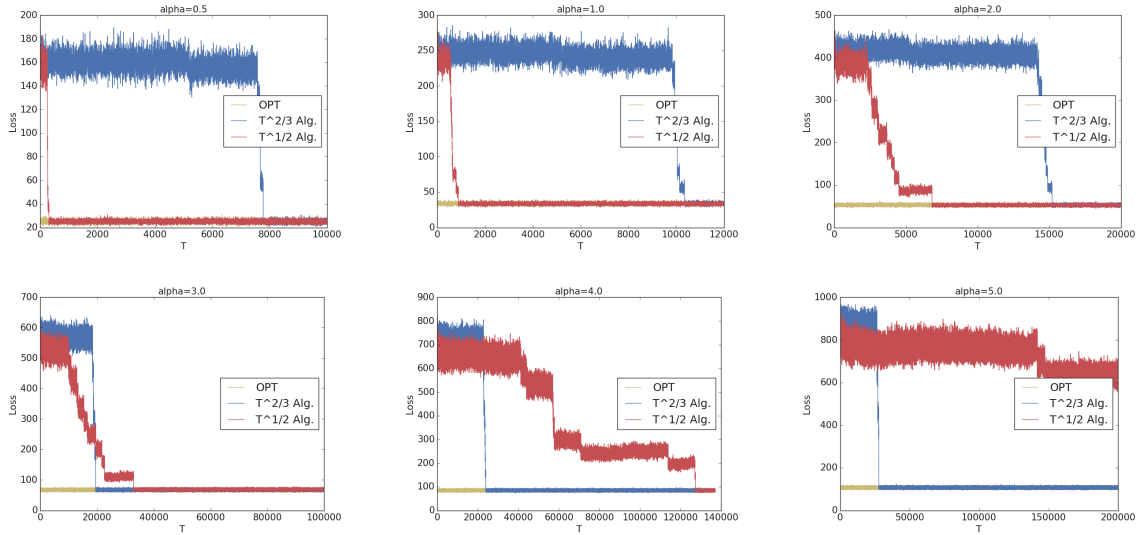 alpha=0.5
Loss
200
180
160
140
120
100
80
60
40
20
0 2000 4000 6000 8000 10000
T
OPT
T^2/3 Alg.
T^1/2 Alg.
alpha=1.0
Loss
300
250
200
150
100
50
0
0 2000 4000 6000 8000 10000 12000
T
OPT
T^2/3 Alg.
T^1/2 Alg.
alpha=2.0
Loss
500
400
300
200
100
0
0 5000 10000 15000 20000
T
OPT
T^2/3 Alg.
T^1/2 Alg.
alpha=3.0
Loss
700
600
500
400
300
200
100
0
0 20000 40000 60000 80000 100000
T
OPT
T^2/3 Alg.
T^1/2 Alg.
alpha=4.0
Loss
900
800
700
600
500
400
300
200
100
0
0 20000 40000 60000 80000 100000 120000 140000
T
OPT
T^2/3 Alg.
T^1/2 Alg.
alpha=5.0
Loss
1000
800
600
400
200
0
0 50000 100000 150000 200000
T
OPT
T^2/3 Alg.
T^1/2 Alg.